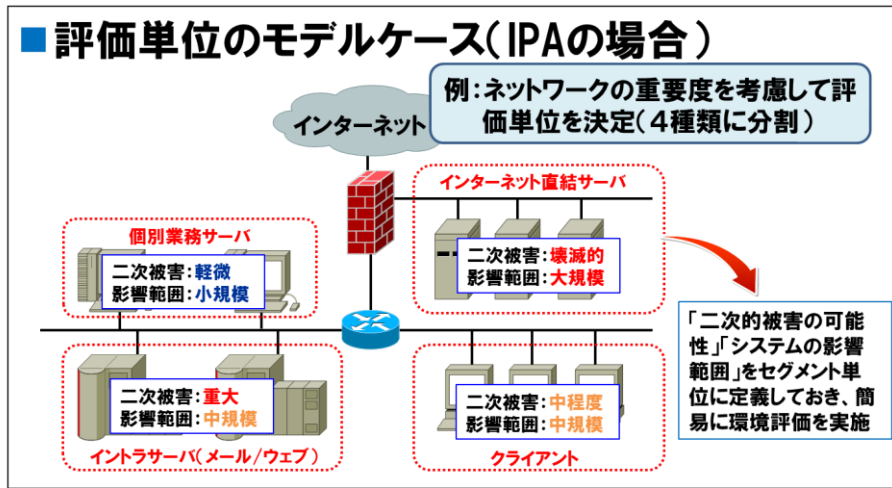 ■評価単位のモデルケース(IPAの場合)
例:ネットワークの重要度を考慮して評
価単位を決定(4種類に分割)
インターネット
インターネット直結サーバ
二次被害:壊滅的
影響範囲:大規模
個別業務サーバ
二次被害:軽微
影響範囲:小規模
「二次的被害の可能
性」「システムの影響
範囲」をセグメント単
位に定義しておき、簡
易に環境評価を実施
二次被害:重大
影響範囲:中規模
イントラサーバ(メール/ウェブ)
二次被害:中程度
影響範囲:中規模
クライアント